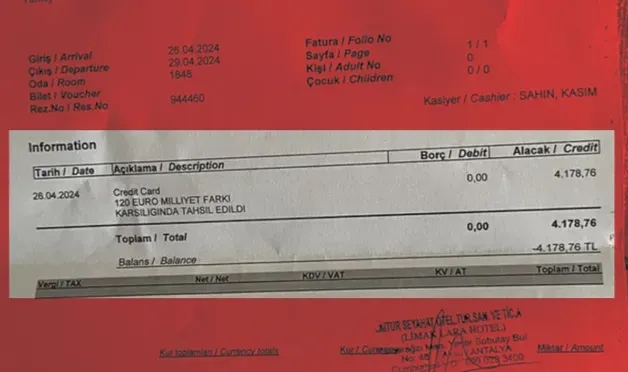 Giriş / Arrival 26.04.2024 Fatura / Folio No
Çıkış / Departure 29.04.2024 Sayfa / Page 1 / 1
Oda / Room 1848 Kişi / Adult No 0
Bilet / Voucher Çocuk / Children 0 / 0
Rez.No / Res.No 944460 Kasiyer / Cashier : SAHIN, KASIM
Information
Tarih / Date Açıklama / Description Borç / Debit Alacak / Credit
26.04.2024 Credit Card 0,00 4.178,76
120 EURO MILLIYET FARKI
KARSILIGINDA TAHSIL EDILDI
Toplam / Total 0,00 4.178,76
Balans / Balance -4.178,76 TL
Vergi / TAX Net / Net KDV / VAT KV / AT Toplam / Total
(LIMAK LARA HOTEL)
ANTALYA
Kur toplamları / Currency totals Kur / Miktar / Amount